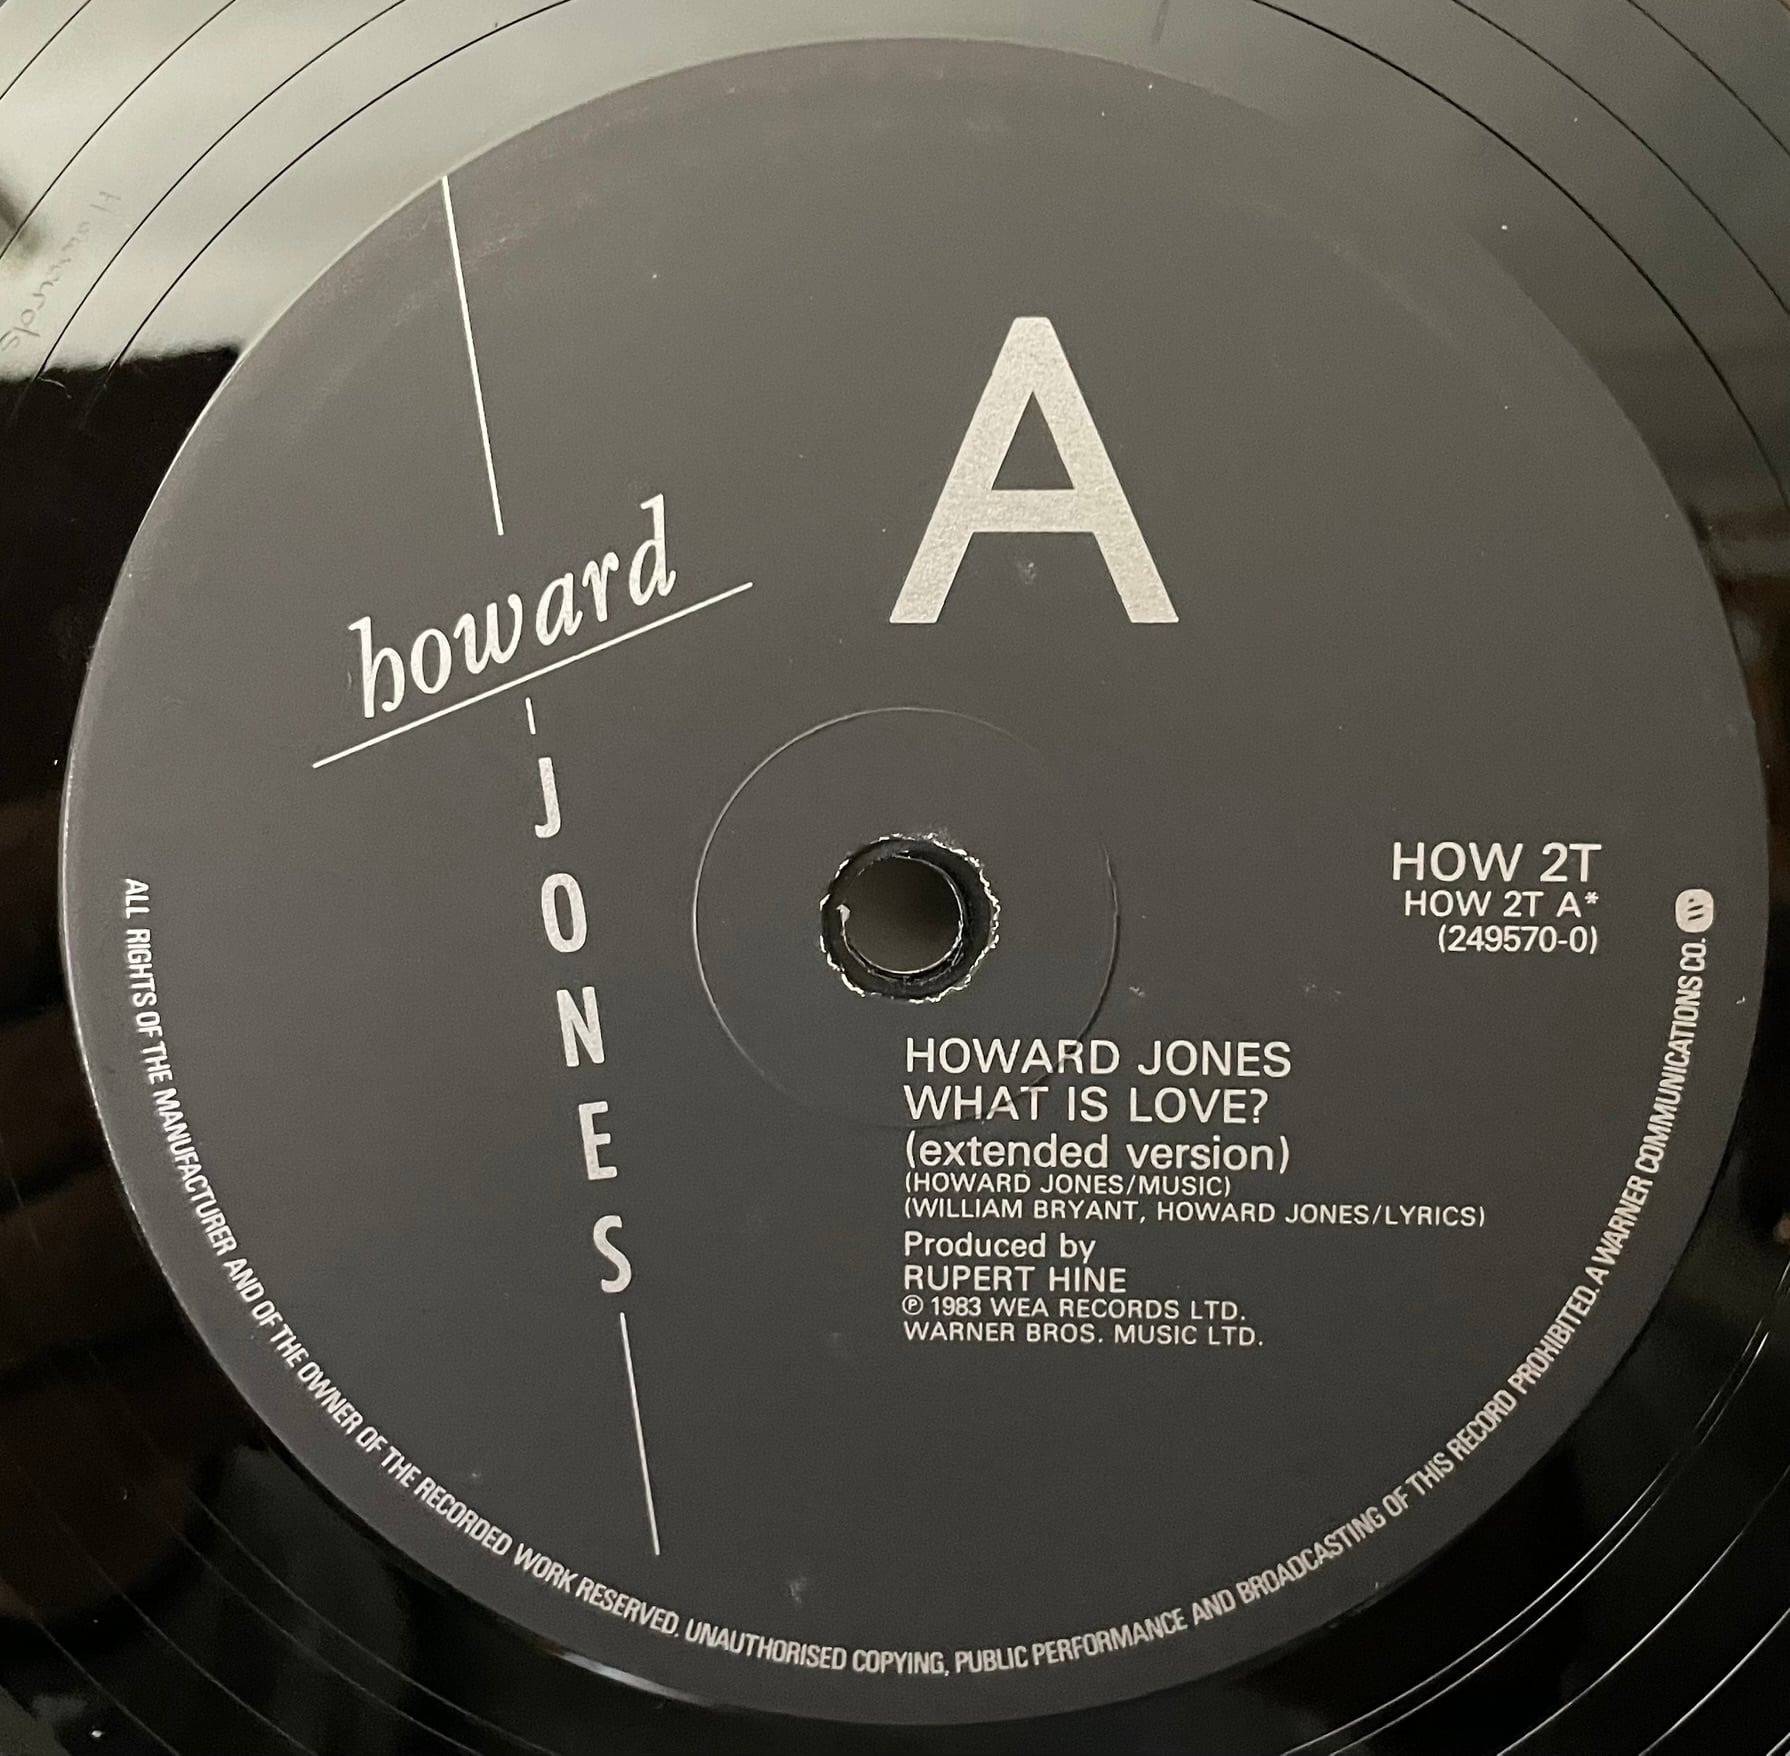 A
howard
JONES
HOW 2T
HOW 2T A*
(249570-0)
HOWARD JONES
WHAT IS LOVE?
(extended version)
(HOWARD JONES/MUSIC)
(WILLIAM BRYANT, HOWARD JONES/LYRICS)
Produced by
RUPERT HINE
℗ 1983 WEA RECORDS LTD.
WARNER BROS. MUSIC LTD.
ALL RIGHTS OF THE MANUFACTURER AND OF THE OWNER OF THE RECORDED WORK RESERVED. UNAUTHORISED COPYING, PUBLIC PERFORMANCE AND BROADCASTING OF THIS RECORD PROHIBITED. A WARNER COMMUNICATIONS CO.